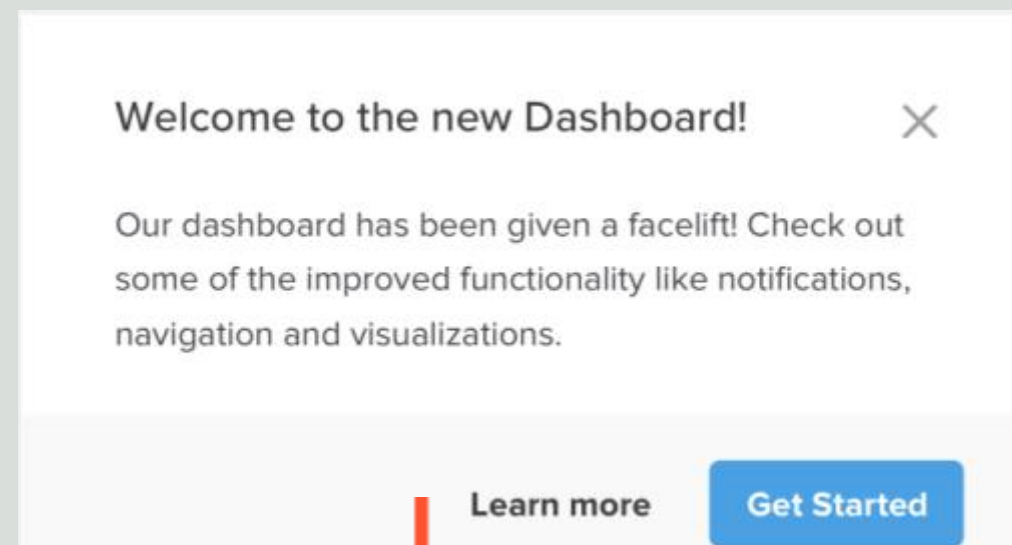 Welcome to the new Dashboard!
Our dashboard has been given a facelift! Check out
some of the improved functionality like notifications,
navigation and visualizations.
Learn more
Get Started